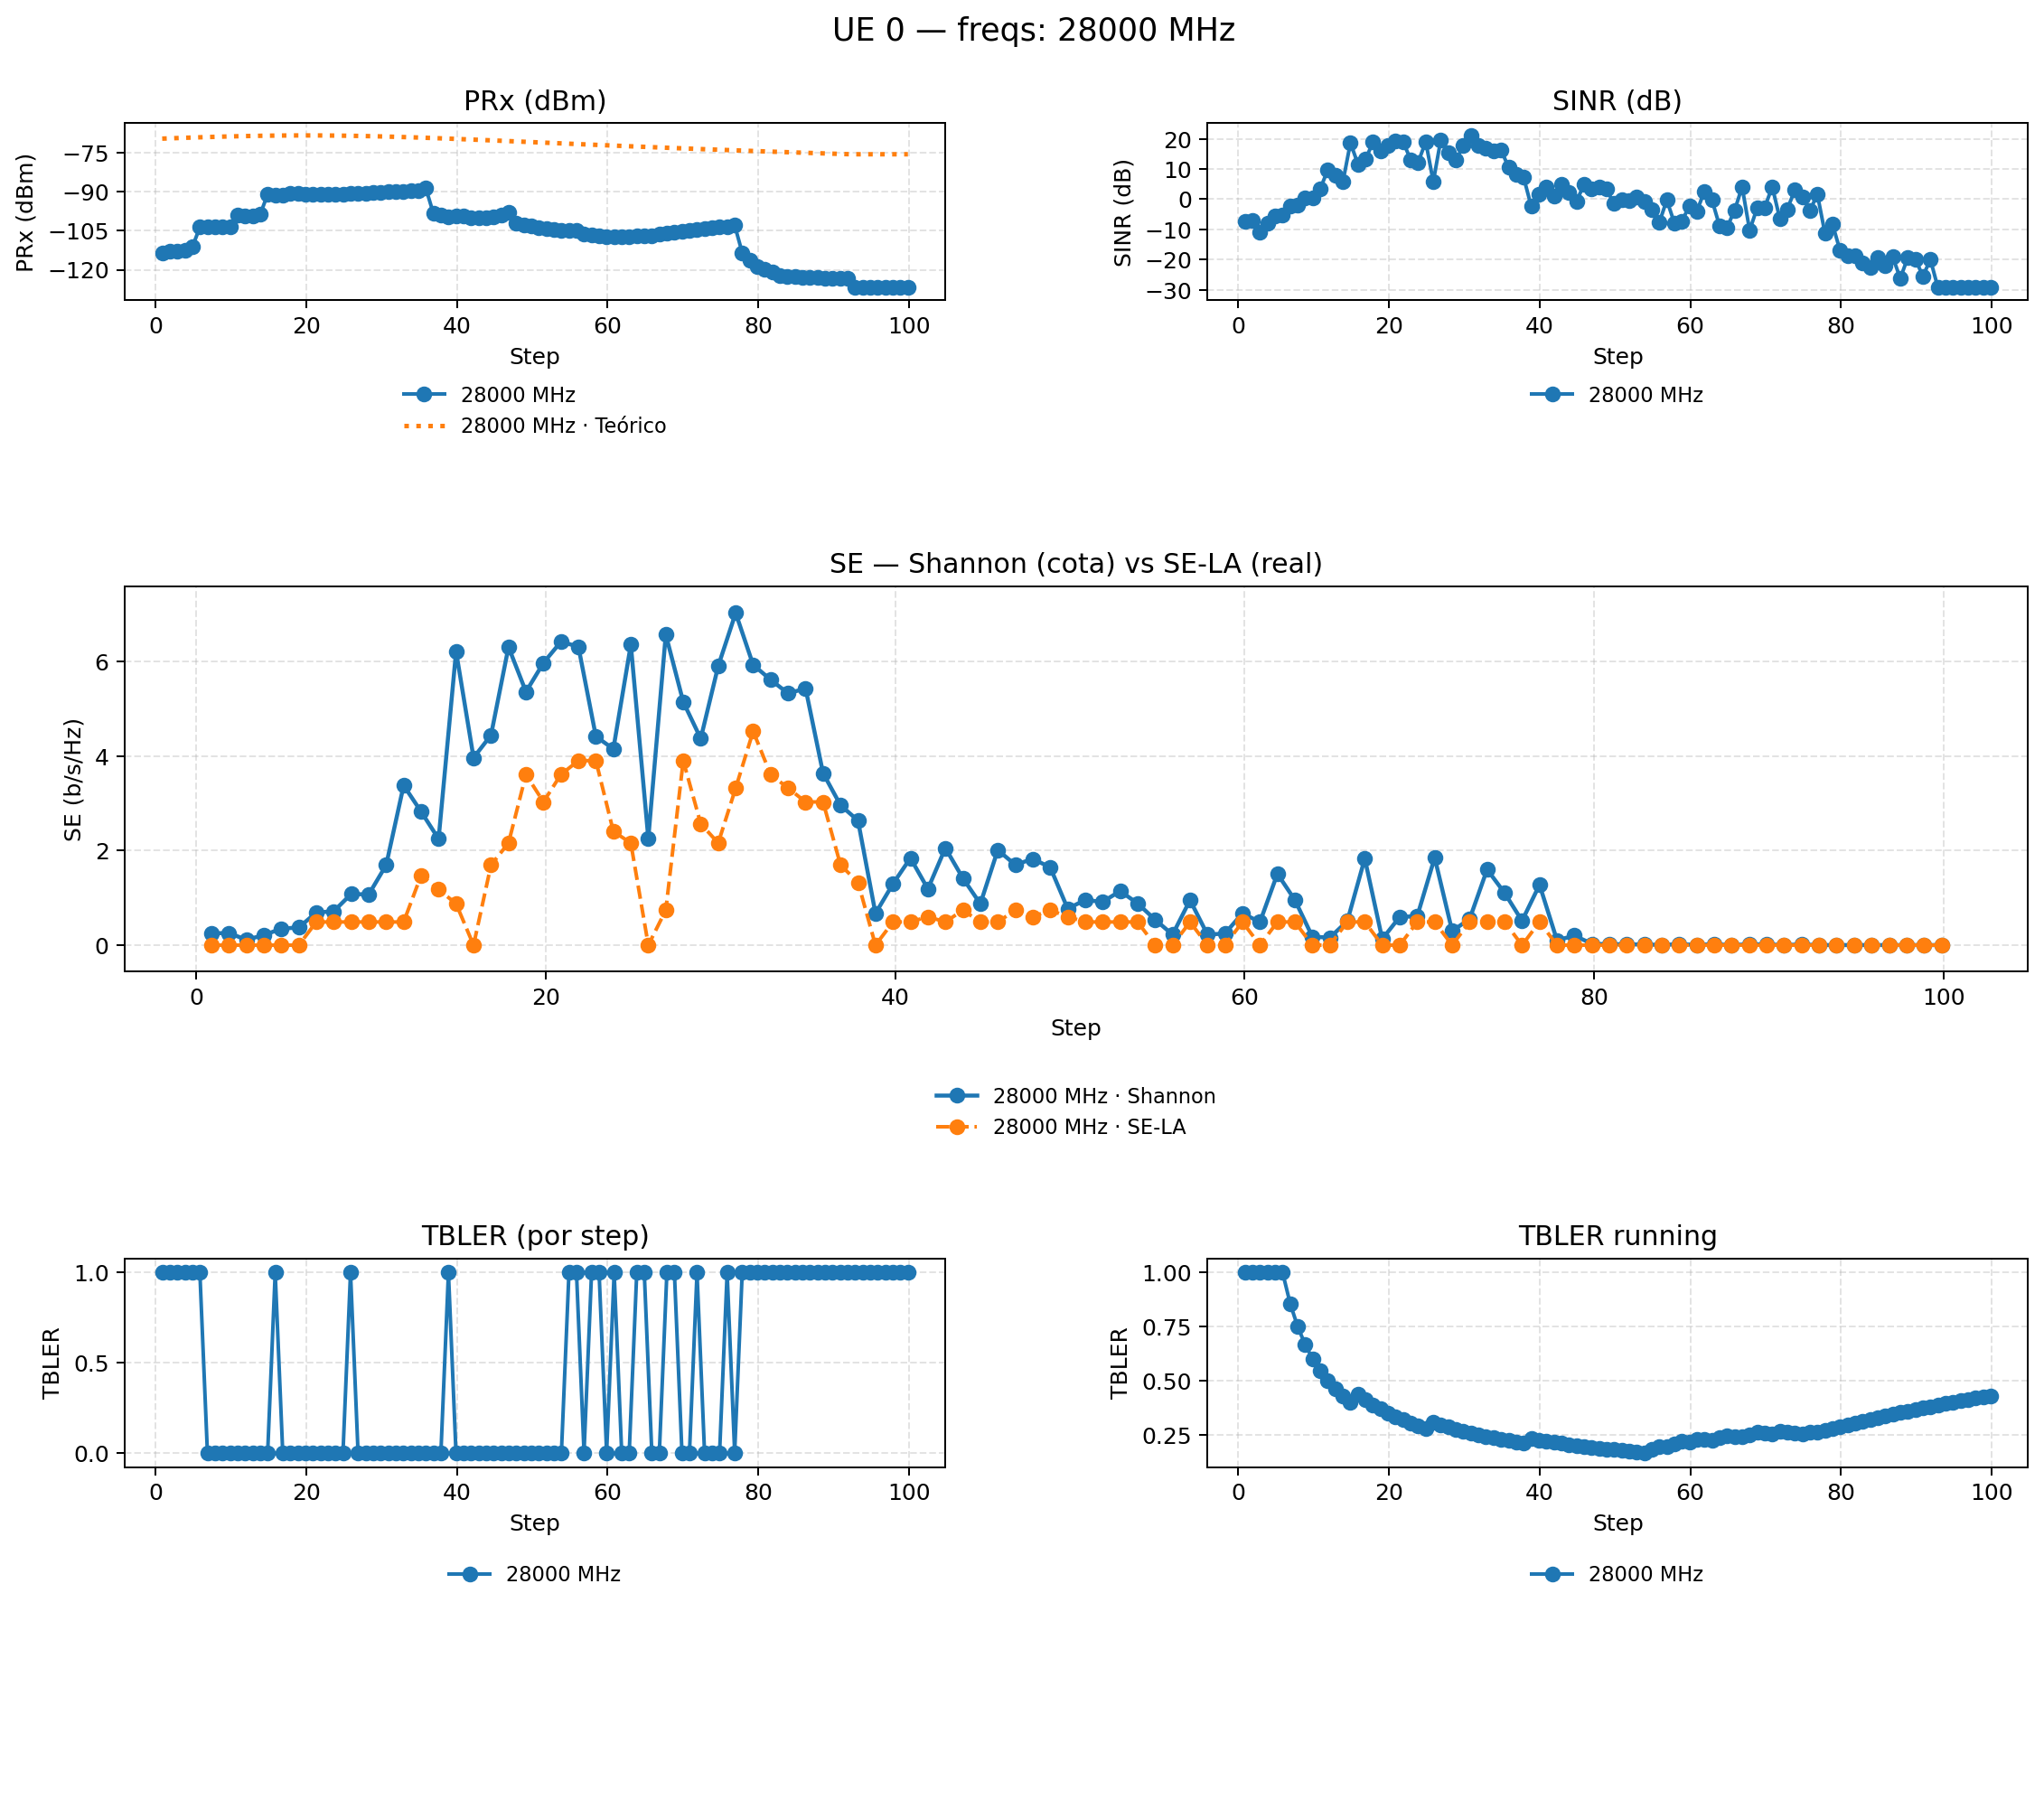 UE 0 — freqs: 28000 MHz
PRx (dBm)
PRx (dBm)
−75
−90
−105
−120
0 20 40 60 80 100
Step
28000 MHz
28000 MHz · Teórico
SINR (dB)
SINR (dB)
20
10
0
−10
−20
−30
0 20 40 60 80 100
Step
28000 MHz
SE — Shannon (cota) vs SE-LA (real)
SE (b/s/Hz)
6
4
2
0
0 20 40 60 80 100
Step
28000 MHz · Shannon
28000 MHz · SE-LA
TBLER (por step)
TBLER
1.0
0.5
0.0
0 20 40 60 80 100
Step
28000 MHz
TBLER running
TBLER
1.00
0.75
0.50
0.25
0 20 40 60 80 100
Step
28000 MHz